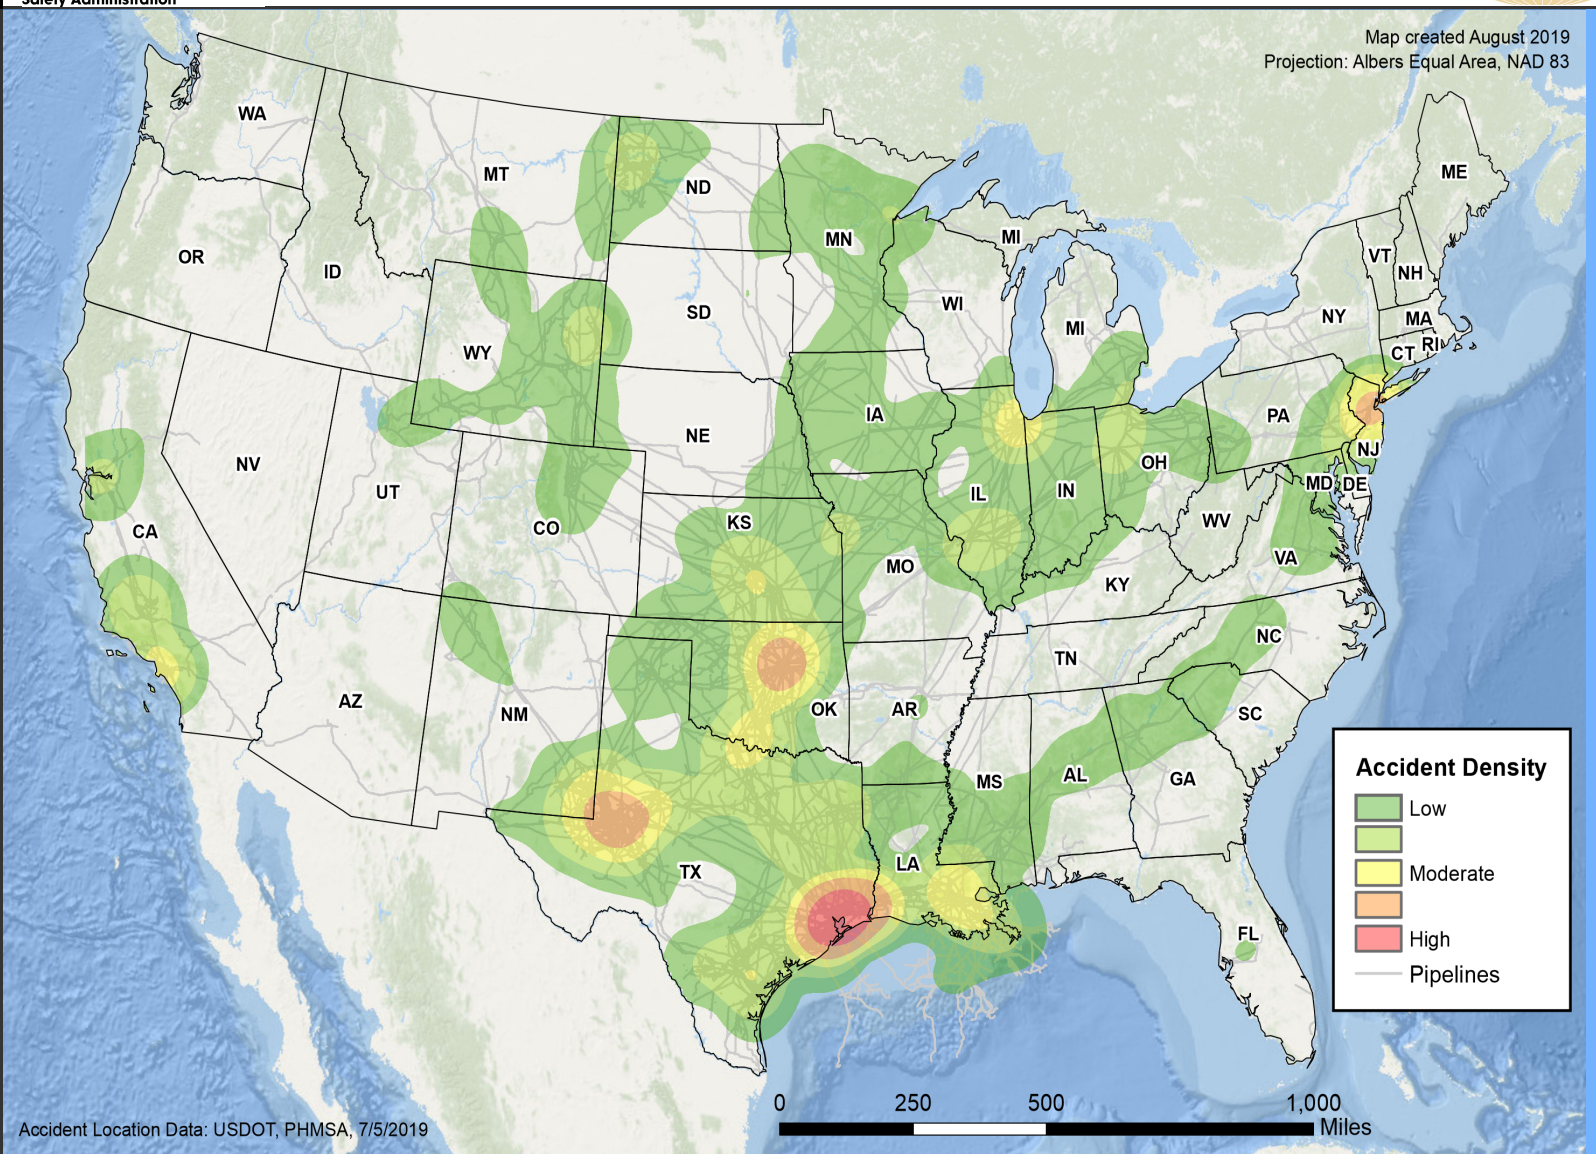 Safety Administration
Map created August 2019
Projection: Albers Equal Area, NAD 83
WA
MT
ND
ME
OR
ID
MN
MI
VT
NH
SD
WI
MI
NY
MA
WY
CT
RI
IA
PA
NE
NV
OH
NJ
UT
IL
IN
MD
DE
CA
CO
KS
WV
MO
VA
KY
NC
TN
AZ
NM
OK
AR
SC
MS
AL
GA
TX
LA
FL
Accident Density
Low
Moderate
High
Pipelines
0 250 500 1,000
Miles
Accident Location Data: USDOT, PHMSA, 7/5/2019